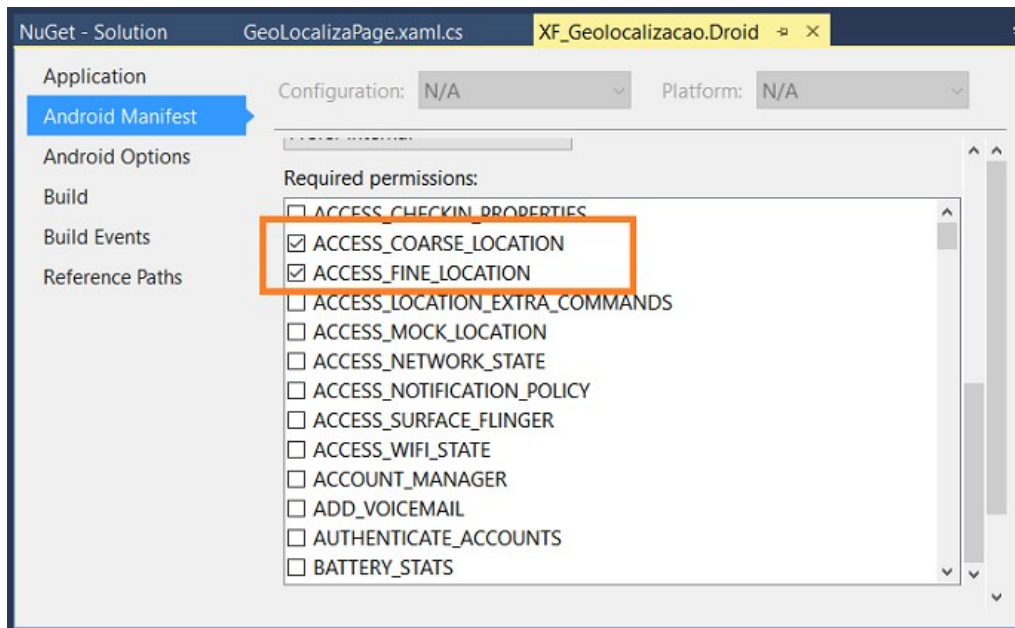 NuGet - Solution GeoLocalizaPage.xaml.cs XF_Geolocalizacao.Droid
Application
Android Manifest
Android Options
Build
Build Events
Reference Paths
Configuration: N/A Platform: N/A
Required permissions:
ACCESS_CHECKIN_PROPERTIES
ACCESS_COARSE_LOCATION
ACCESS_FINE_LOCATION
ACCESS_LOCATION_EXTRA_COMMANDS
ACCESS_MOCK_LOCATION
ACCESS_NETWORK_STATE
ACCESS_NOTIFICATION_POLICY
ACCESS_SURFACE_FLINGER
ACCESS_WIFI_STATE
ACCOUNT_MANAGER
ADD_VOICEMAIL
AUTHENTICATE_ACCOUNTS
BATTERY_STATS